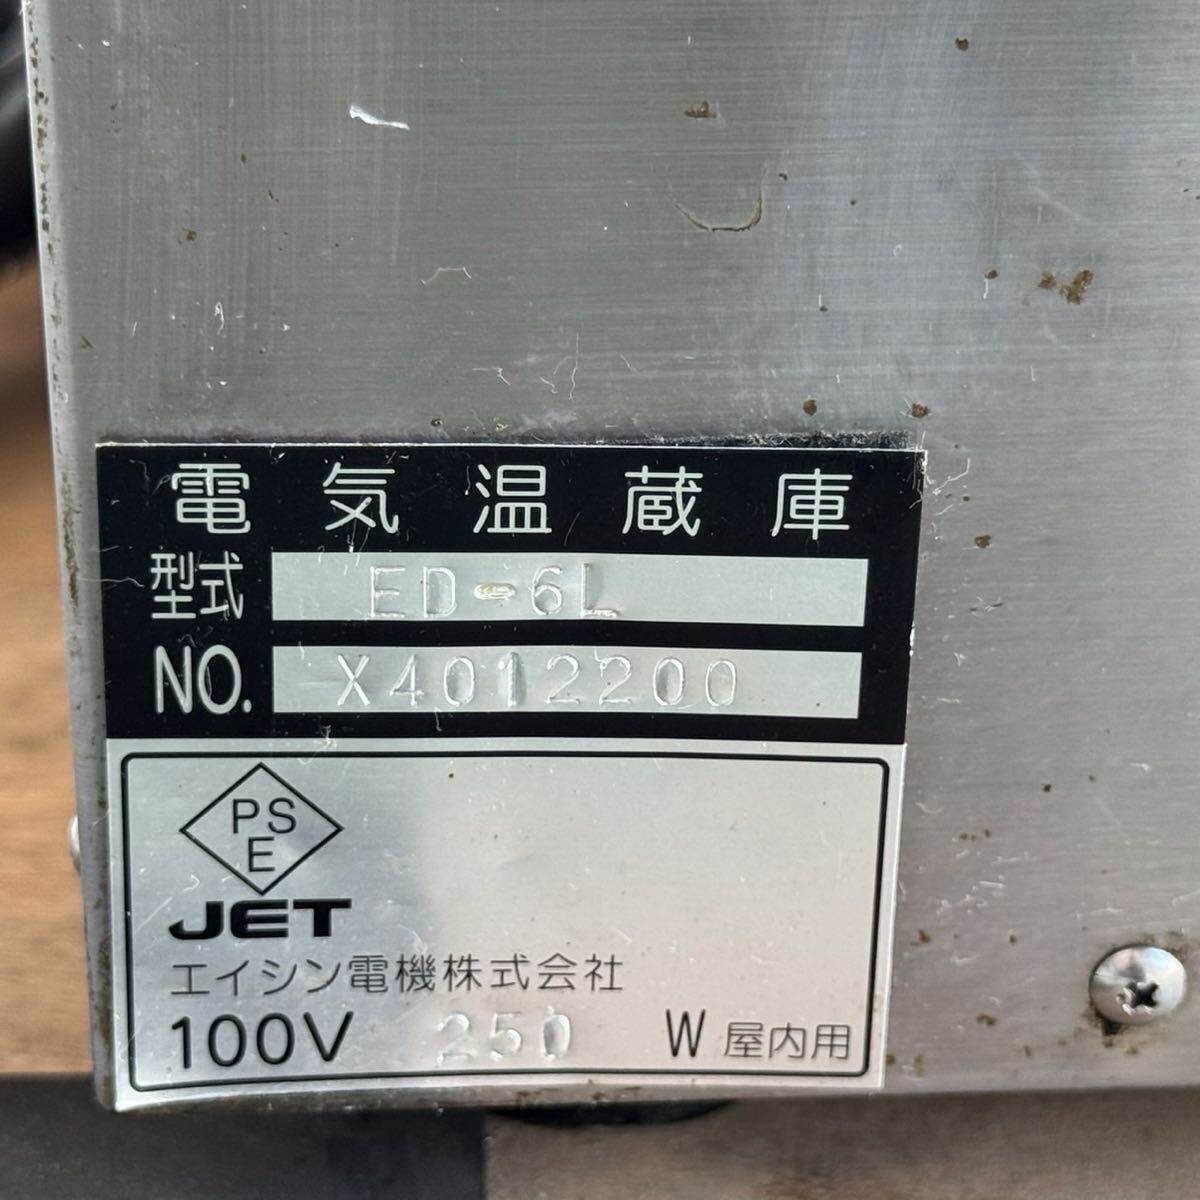 電気温蔵庫
型式 ED-6L
NO. X4012200
PS
E
JET
エイシン電機株式会社
100V 250 W 屋内用